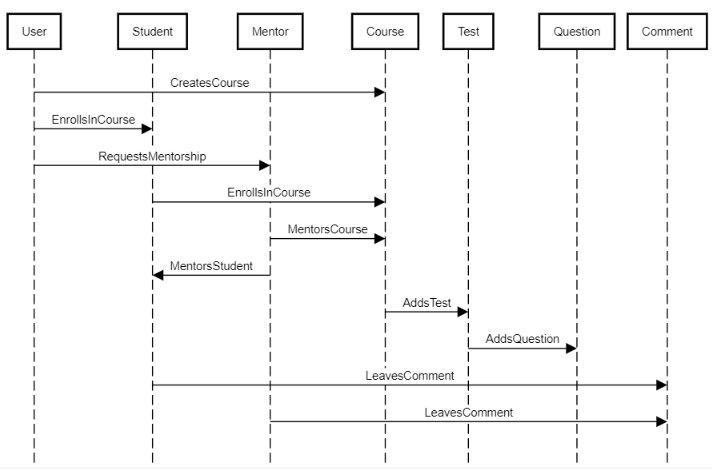 User Student Mentor Course Test Question Comment
CreatesCourse
EnrollsInCourse
RequestsMentorship
EnrollsInCourse
MentorsCourse
MentorsStudent
AddsTest
AddsQuestion
LeavesComment
LeavesComment